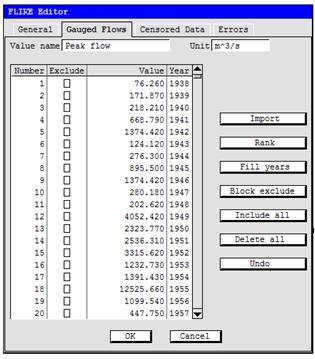 FLIKE Editor
General Gauged Flows Censored Data Errors
Value name Peak flow Unit m^3/s
Number Exclude Value Year
1 76.260 1938
2 171.870 1939
3 218.210 1940
4 668.790 1941
5 1374.420 1942
6 124.120 1943
7 276.300 1944
8 895.500 1945
9 1374.420 1946
10 280.180 1947
11 202.620 1948
12 4052.420 1949
13 2323.770 1950
14 2536.310 1951
15 3315.620 1952
16 1232.730 1953
17 1391.430 1954
18 12525.660 1955
19 1099.540 1956
20 447.750 1957
Import
Rank
Fill years
Block exclude
Include all
Delete all
Undo
OK Cancel